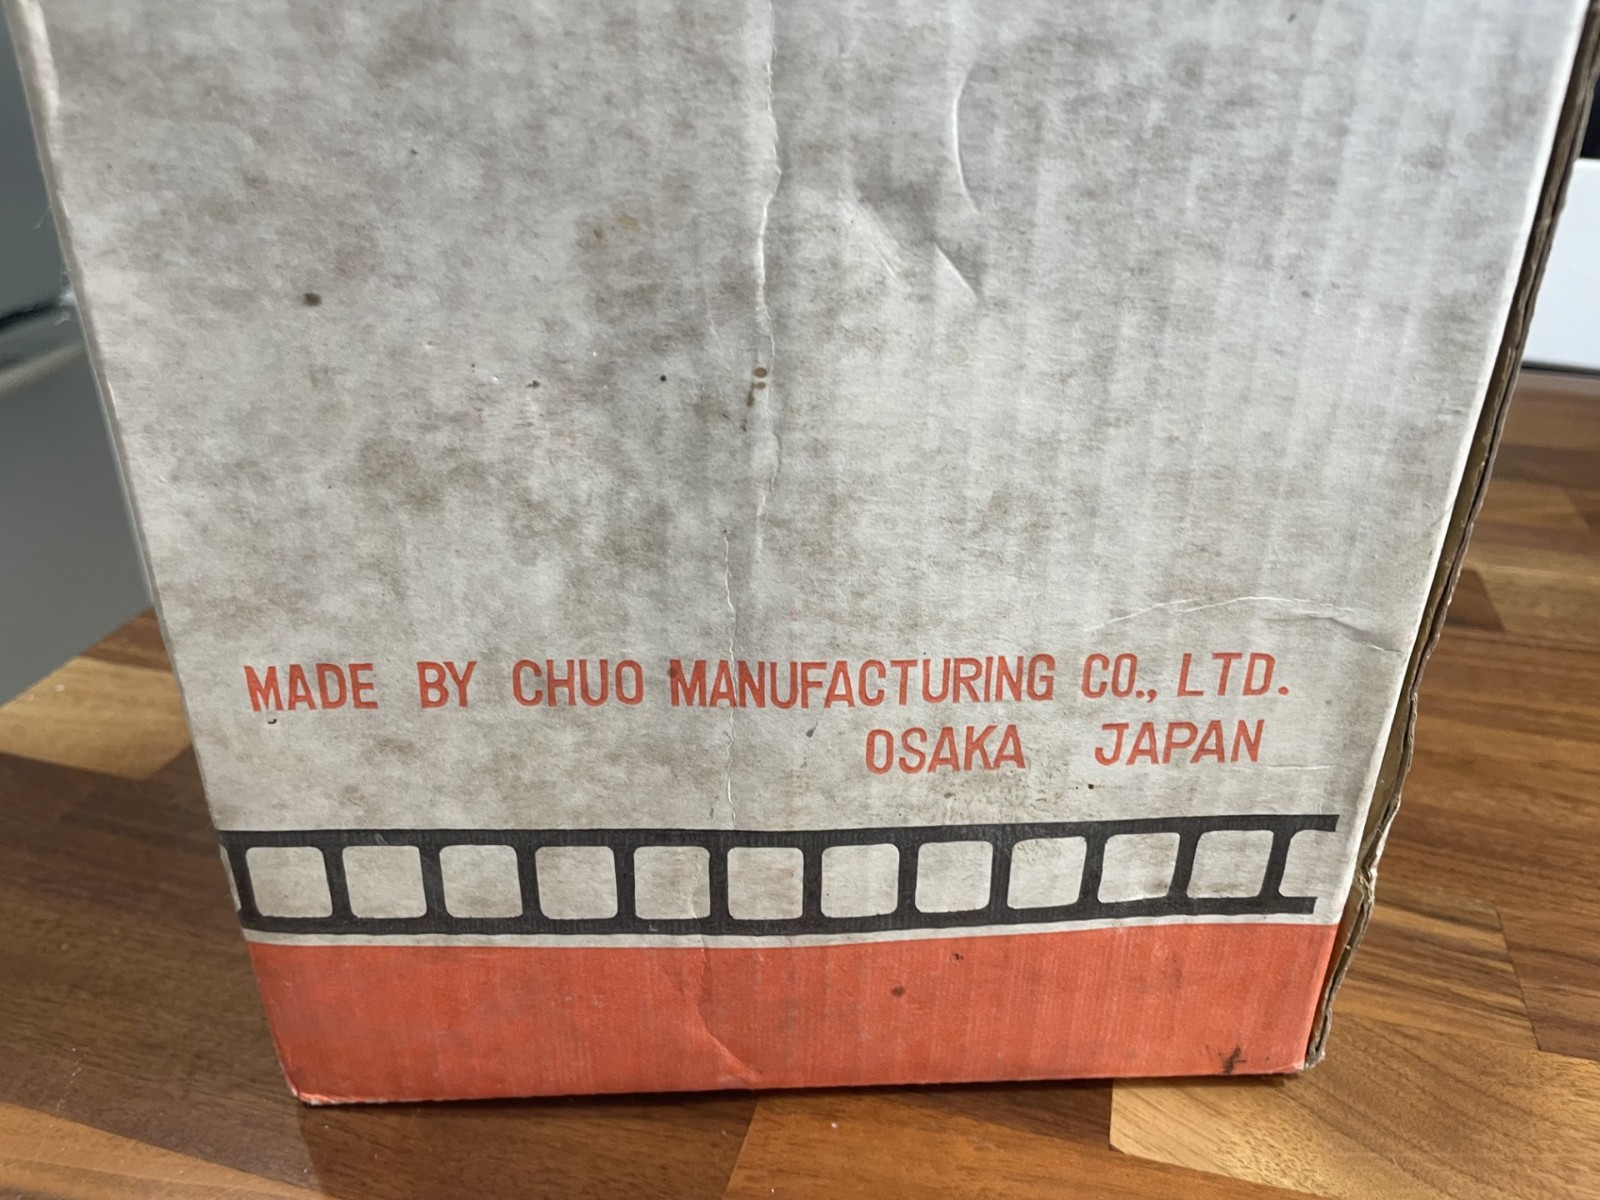 MADE BY CHUO MANUFACTURING CO., LTD.
OSAKA JAPAN